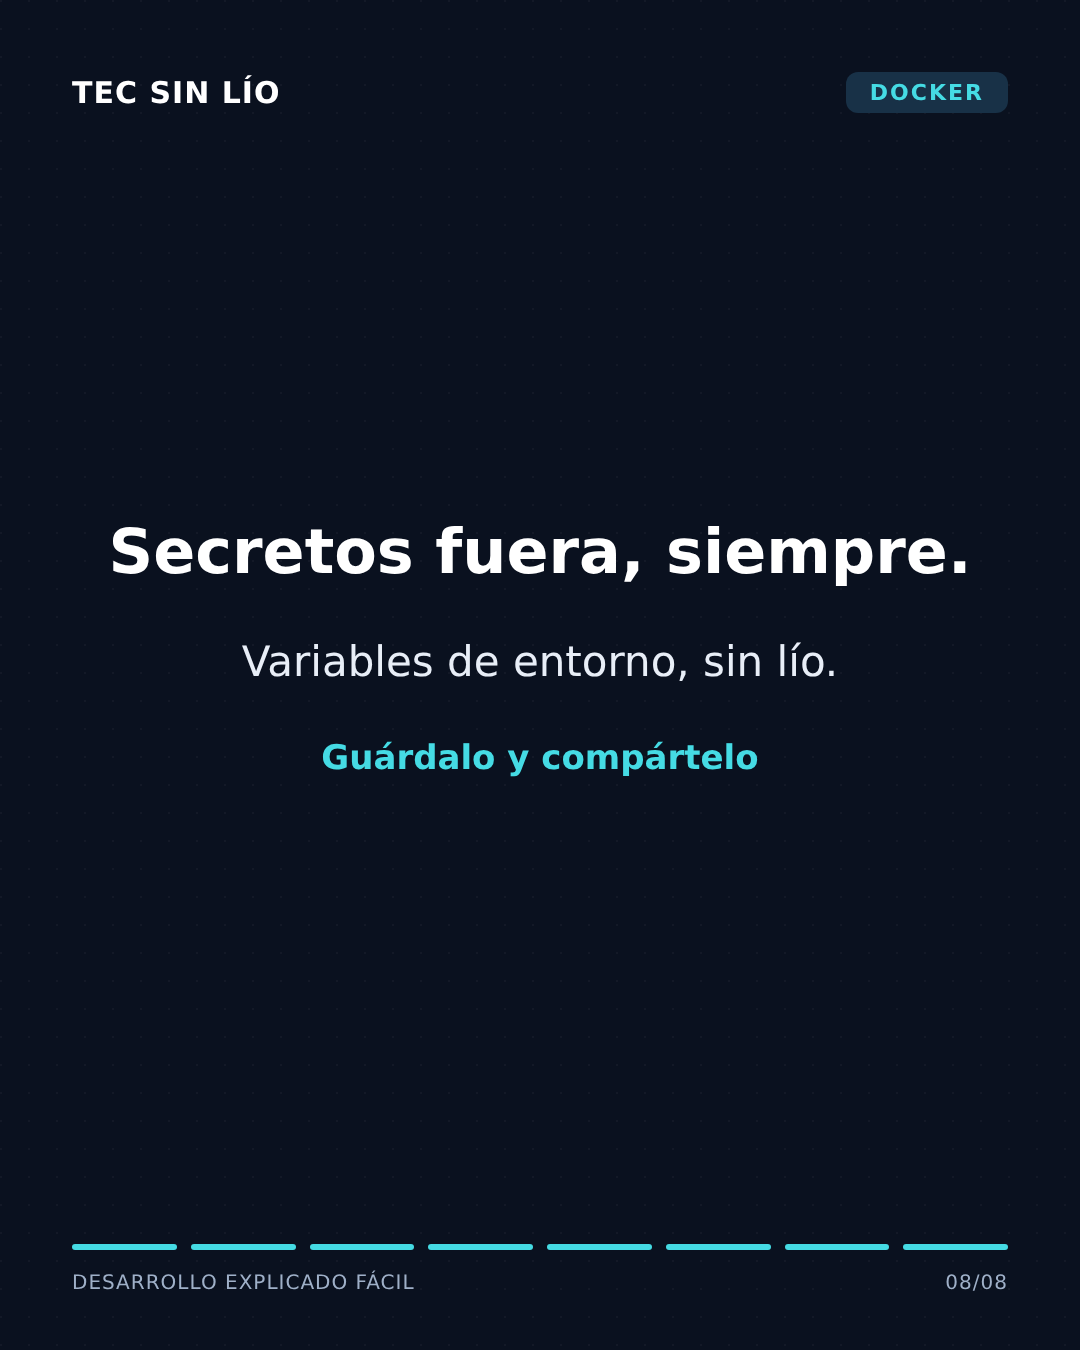 TEC SIN LÍO
DOCKER
Secretos fuera, siempre.
Variables de entorno, sin lío.
Guárdalo y compártelo
DESARROLLO EXPLICADO FÁCIL
08/08